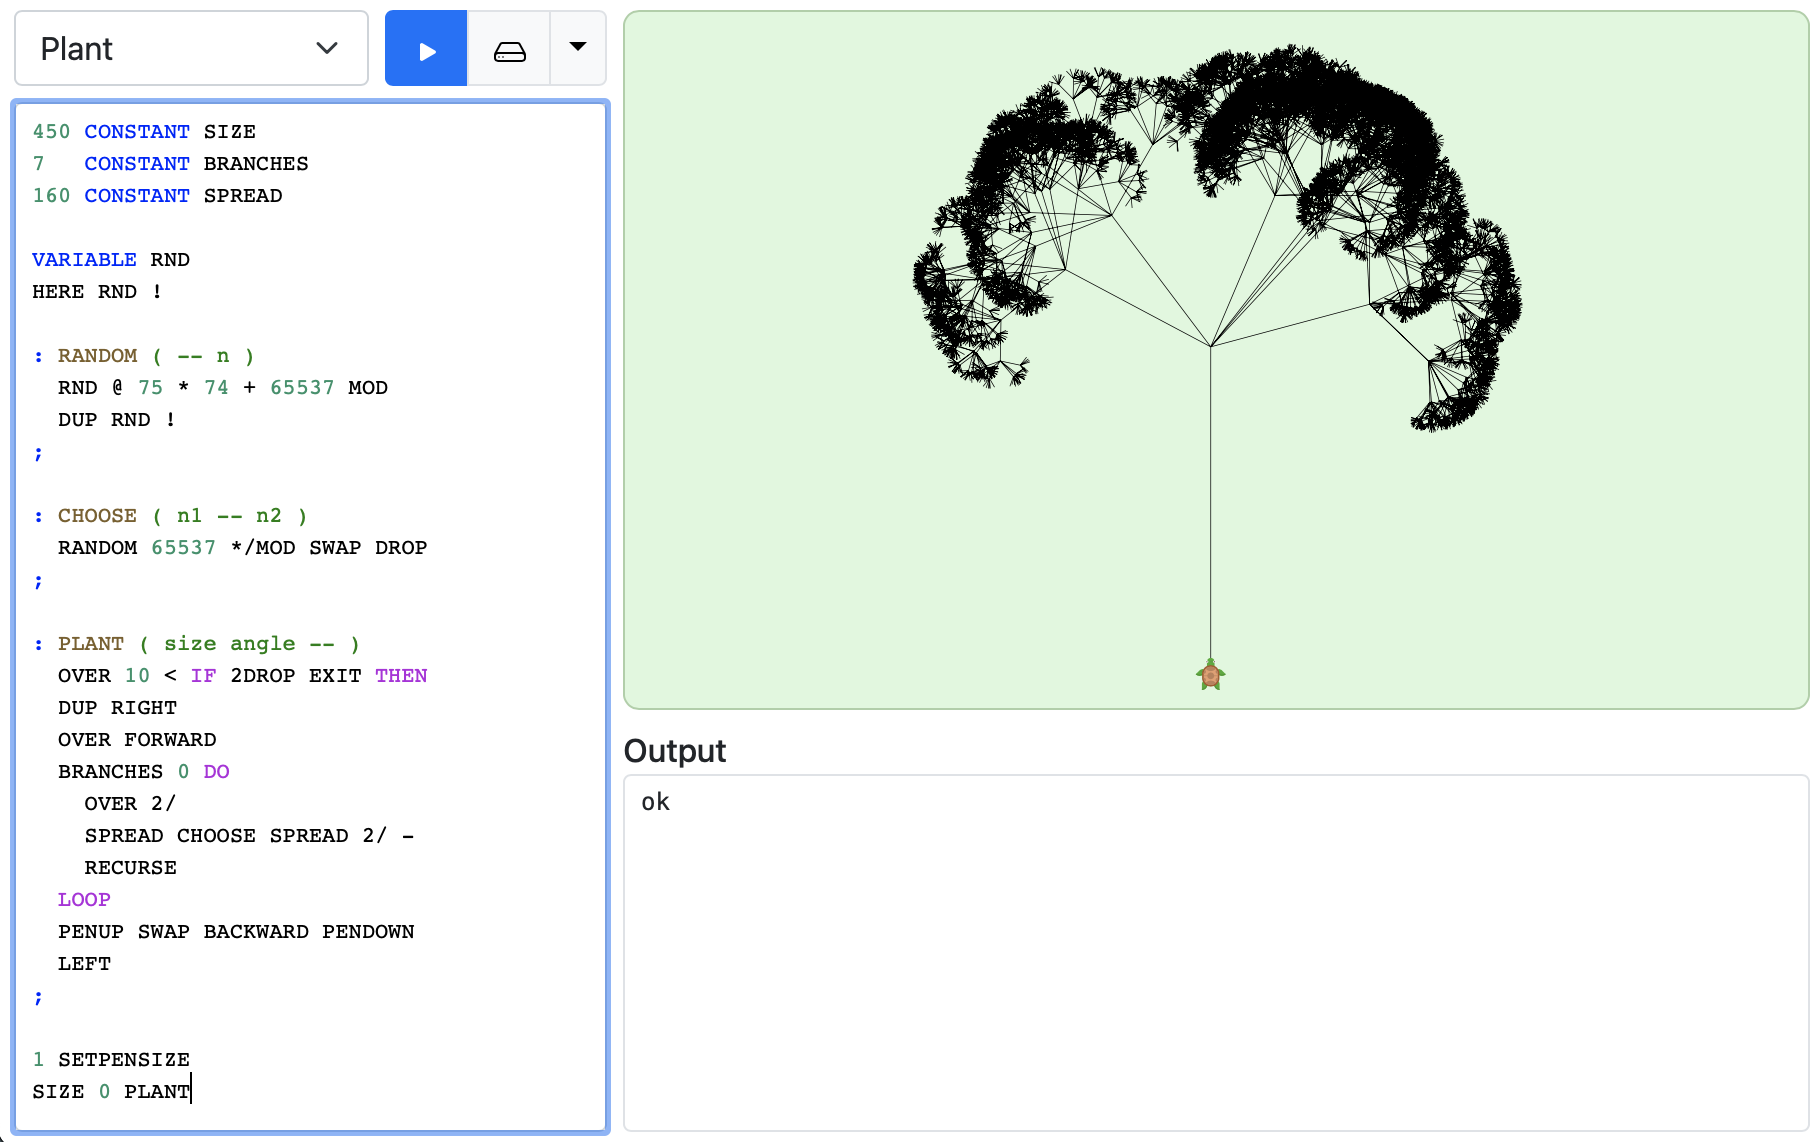 Plant
450 CONSTANT SIZE
7   CONSTANT BRANCHES
160 CONSTANT SPREAD
VARIABLE RND
HERE RND !
: RANDOM ( -- n )
  RND @ 75 * 74 + 65537 MOD
  DUP RND !
;
: CHOOSE ( n1 -- n2 )
  RANDOM 65537 */MOD SWAP DROP
;
: PLANT ( size angle -- )
  OVER 10 < IF 2DROP EXIT THEN
  DUP RIGHT
  OVER FORWARD
  BRANCHES 0 DO
    OVER 2/
    SPREAD CHOOSE SPREAD 2/ -
    RECURSE
  LOOP
  PENUP SWAP BACKWARD PENDOWN
  LEFT
;
1 SETPENSIZE
SIZE 0 PLANT
Output
ok